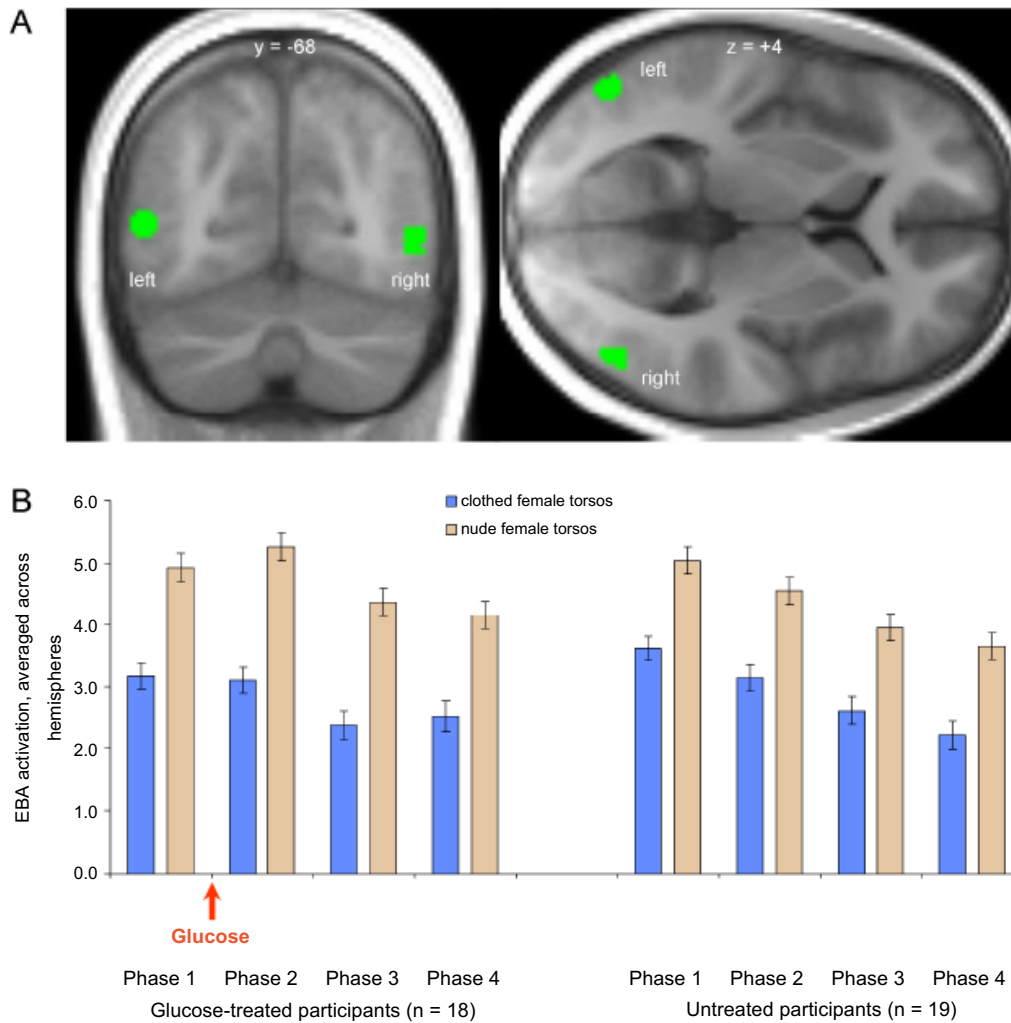 A
y = -68
z = +4
left
left
right
right
B
EBA activation, averaged across
hemispheres
6.0
5.0
4.0
3.0
2.0
1.0
0.0
clothed female torsos
nude female torsos
Glucose
Phase 1 Phase 2 Phase 3 Phase 4 Phase 1 Phase 2 Phase 3 Phase 4
Glucose-treated participants (n = 18) Untreated participants (n = 19)